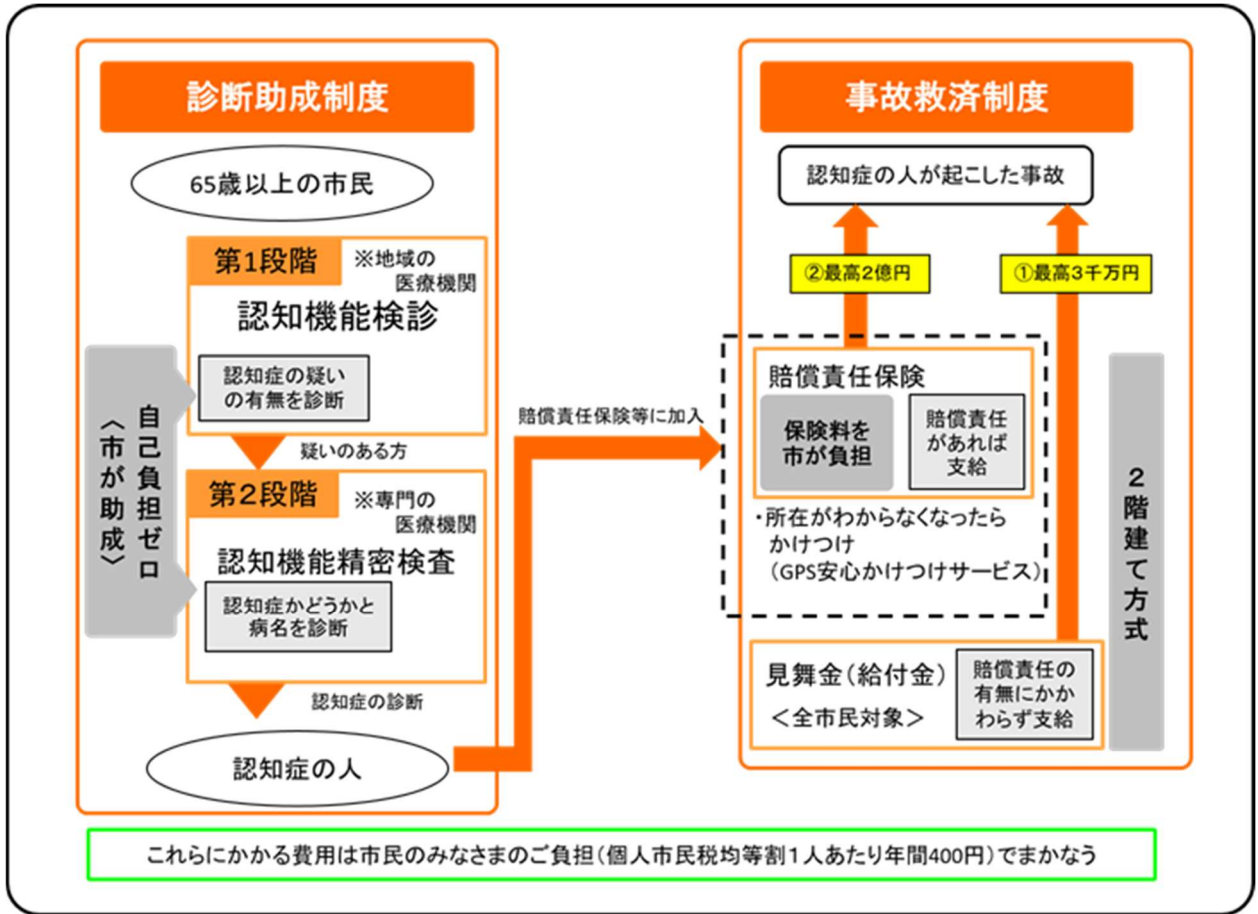 診断助成制度
65歳以上の市民
第1段階
※地域の
医療機関
認知機能検診
認知症の疑い
の有無を診断
疑いのある方
第2段階
※専門の
医療機関
認知機能精密検査
認知症かどうかと
病名を診断
認知症の診断
認知症の人
自己負担ゼロ
〈市が助成〉
賠償責任保険等に加入
事故救済制度
認知症の人が起こした事故
②最高2億円
①最高3千万円
賠償責任保険
保険料を
市が負担
賠償責任
があれば
支給
・所在がわからなくなったら
かけつけ
（GPS安心かけつけサービス）
見舞金（給付金）
＜全市民対象＞
賠償責任の
有無にかか
わらず支給
2階建て方式
これらにかかる費用は市民のみなさまのご負担（個人市民税均等割1人あたり年間400円）でまかなう